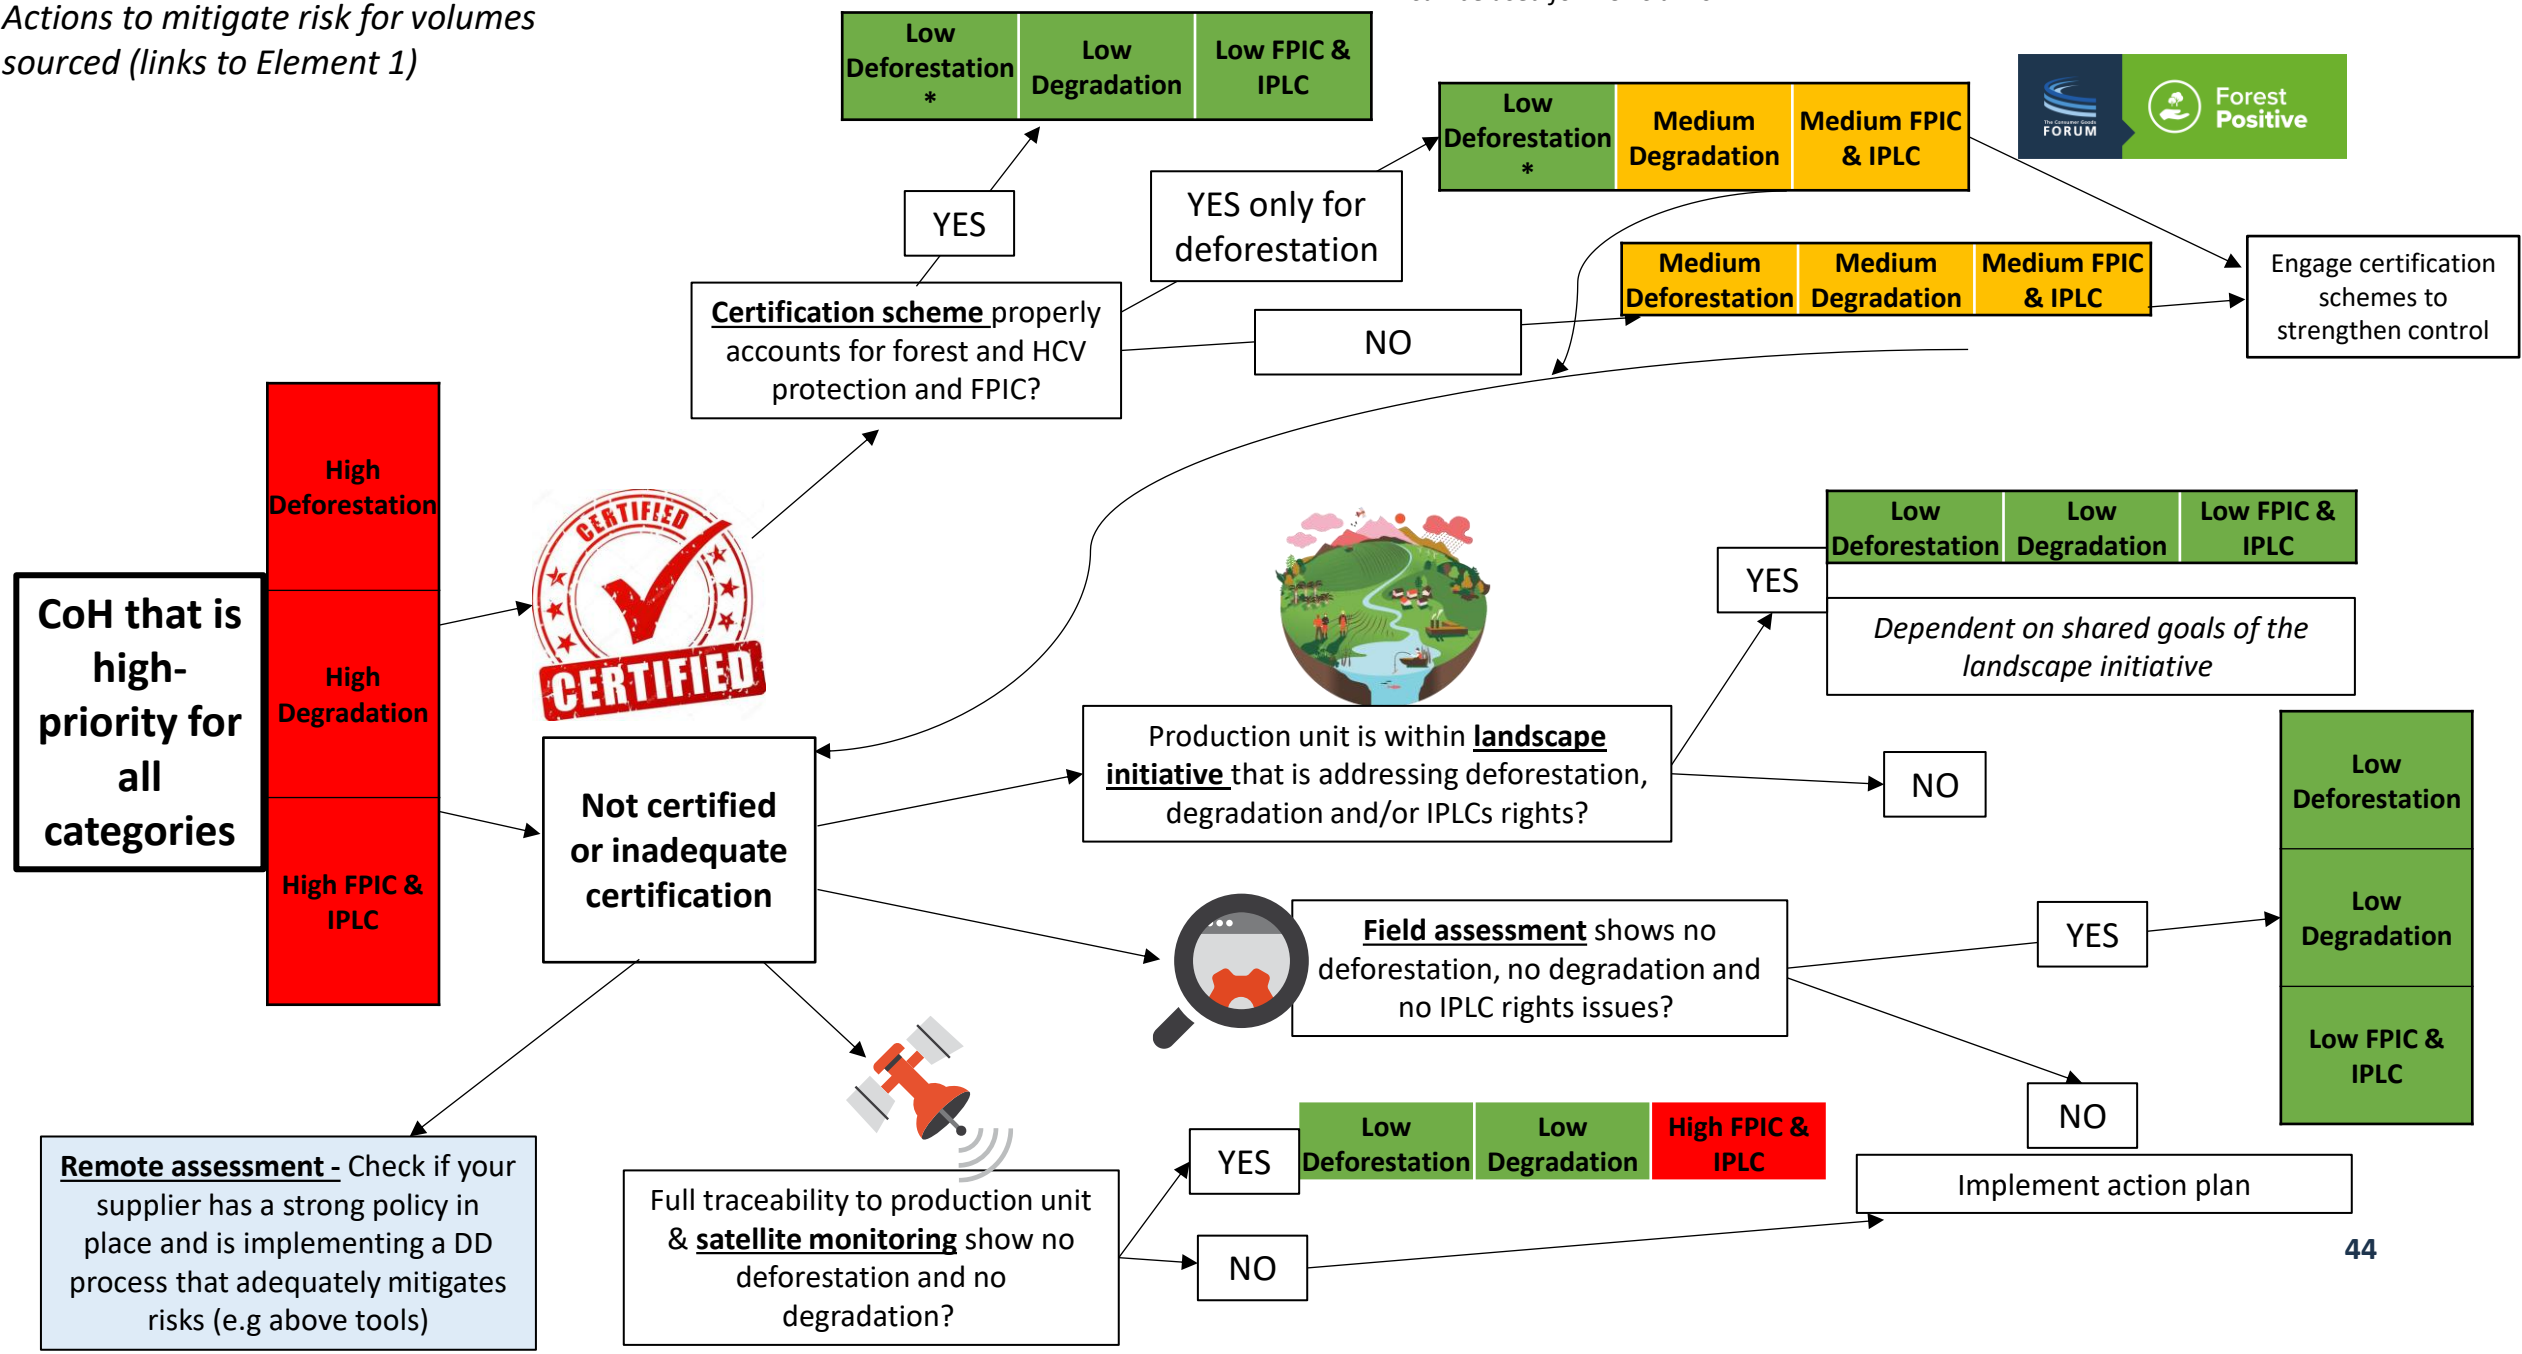 Actions to mitigate risk for volumes
sourced (links to Element 1)
Low
Deforestation
*
Low
Degradation
Low FPIC &
IPLC
Low
Deforestation
*
Medium
Degradation
Medium FPIC
& IPLC
The Consumer Goods
FORUM
Forest
Positive
YES
YES only for
deforestation
Medium
Deforestation
Medium
Degradation
Medium FPIC
& IPLC
Engage certification
schemes to
strengthen control
Certification scheme properly
accounts for forest and HCV
protection and FPIC?
NO
High
Deforestation
High
Degradation
High FPIC &
IPLC
CoH that is
high-
priority for
all
categories
CERTIFIED
CERTIFIED
Not certified
or inadequate
certification
Low
Deforestation
Low
Degradation
Low FPIC &
IPLC
YES
Dependent on shared goals of the
landscape initiative
Production unit is within landscape
initiative that is addressing deforestation,
degradation and/or IPLCs rights?
NO
Low
Deforestation
Low
Degradation
Low FPIC &
IPLC
Field assessment shows no
deforestation, no degradation and
no IPLC rights issues?
YES
NO
Implement action plan
Remote assessment - Check if your
supplier has a strong policy in
place and is implementing a DD
process that adequately mitigates
risks (e.g above tools)
Full traceability to production unit
& satellite monitoring show no
deforestation and no
degradation?
YES
Low
Deforestation
Low
Degradation
High FPIC &
IPLC
NO
44